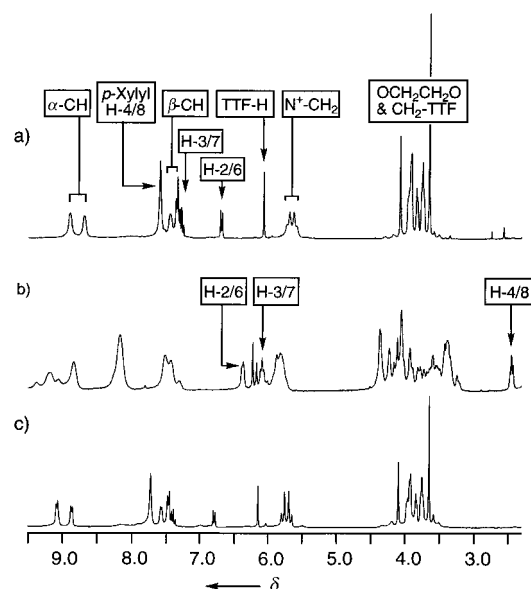 α-CH
p-Xylyl
H-4/8
β-CH
H-3/7
H-2/6
TTF-H
N⁺-CH₂
OCH₂CH₂O
& CH₂-TTF
a)
b)
H-2/6
H-3/7
H-4/8
c)
9.0 8.0 7.0 6.0 5.0 4.0 3.0
δ